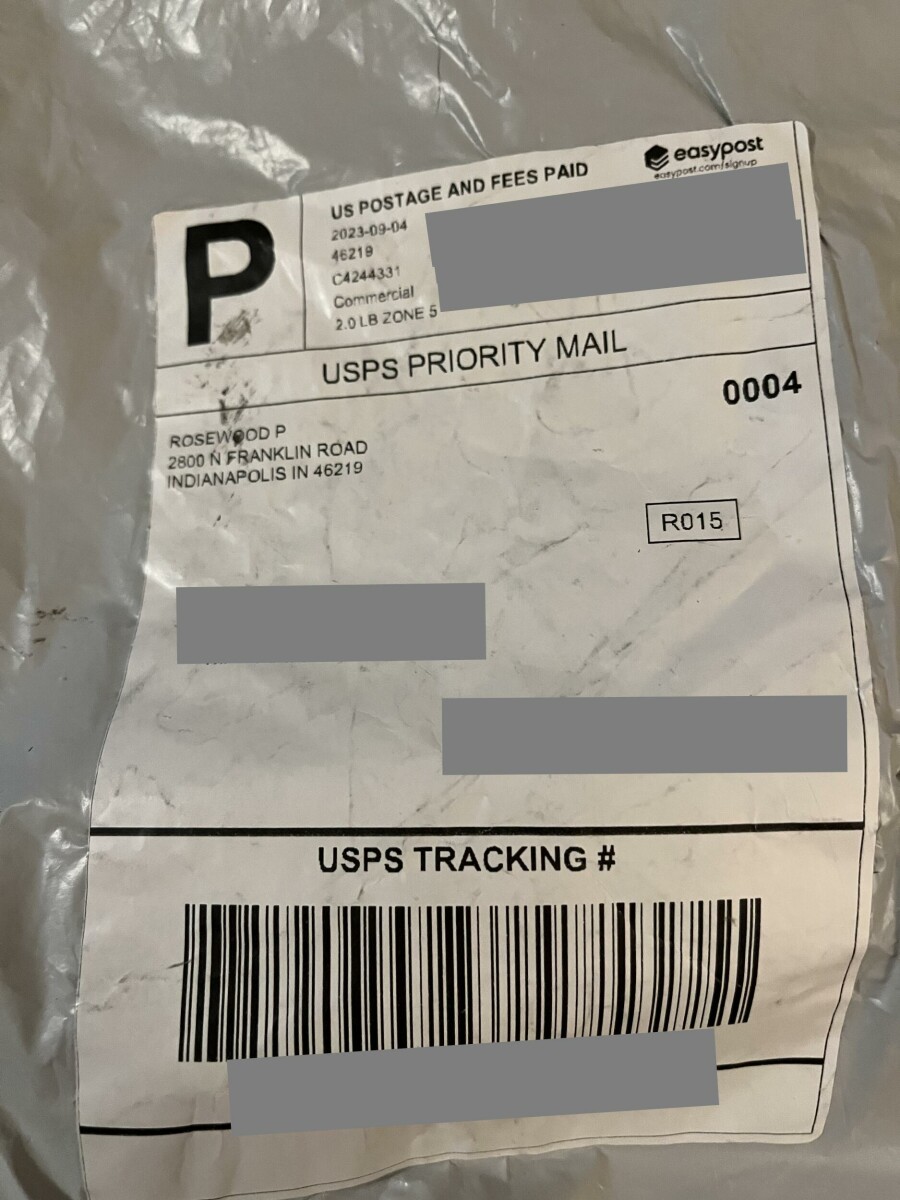 easypost
easypost.com/signup
P
US POSTAGE AND FEES PAID
2023-09-04
46219
C4244331
Commercial
2.0 LB ZONE 5
USPS PRIORITY MAIL
0004
ROSEWOOD P
2800 N FRANKLIN ROAD
INDIANAPOLIS IN 46219
R015
USPS TRACKING #